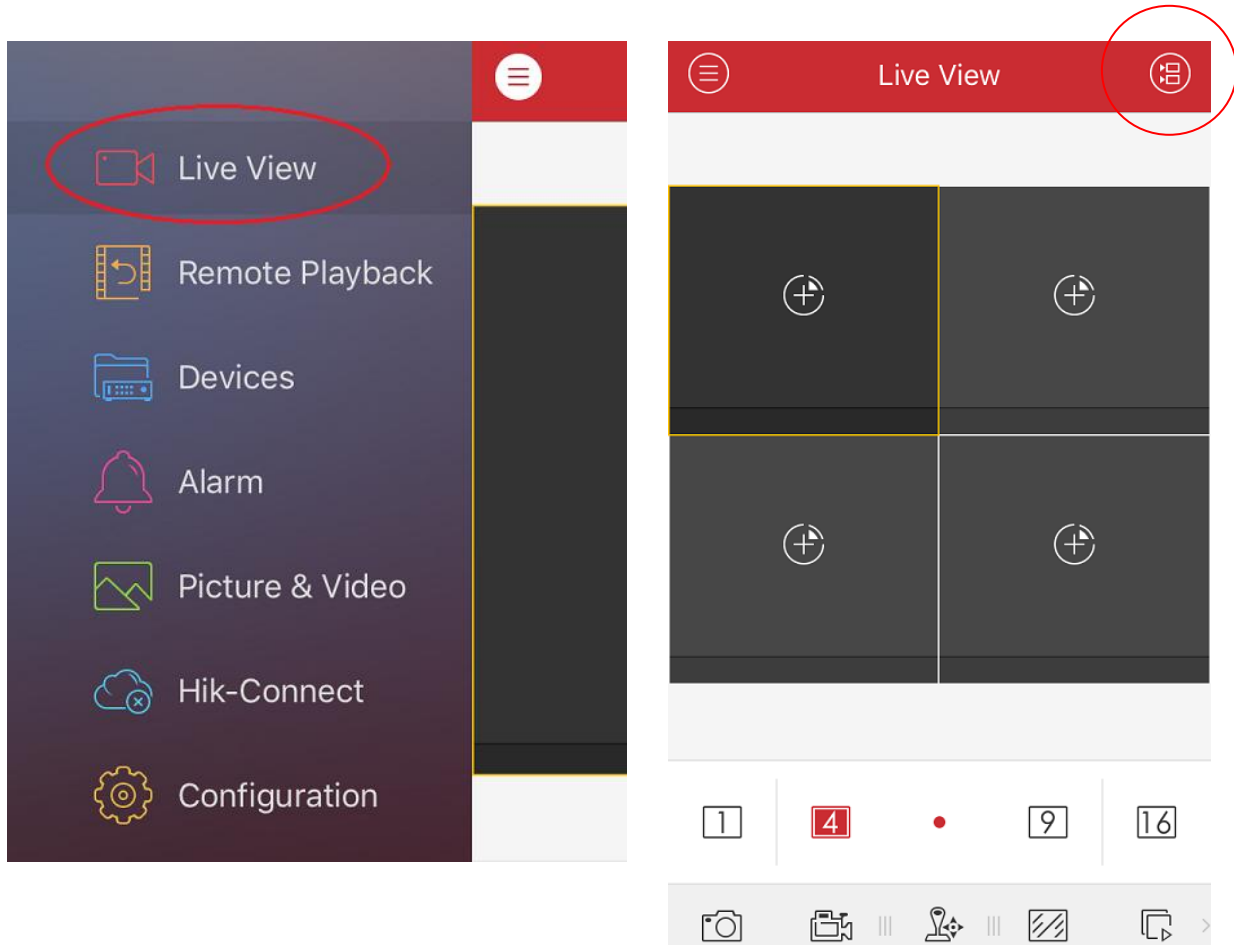 Live View
Remote Playback
Devices
Alarm
Picture & Video
Hik-Connect
Configuration
Live View
1
4
9
16